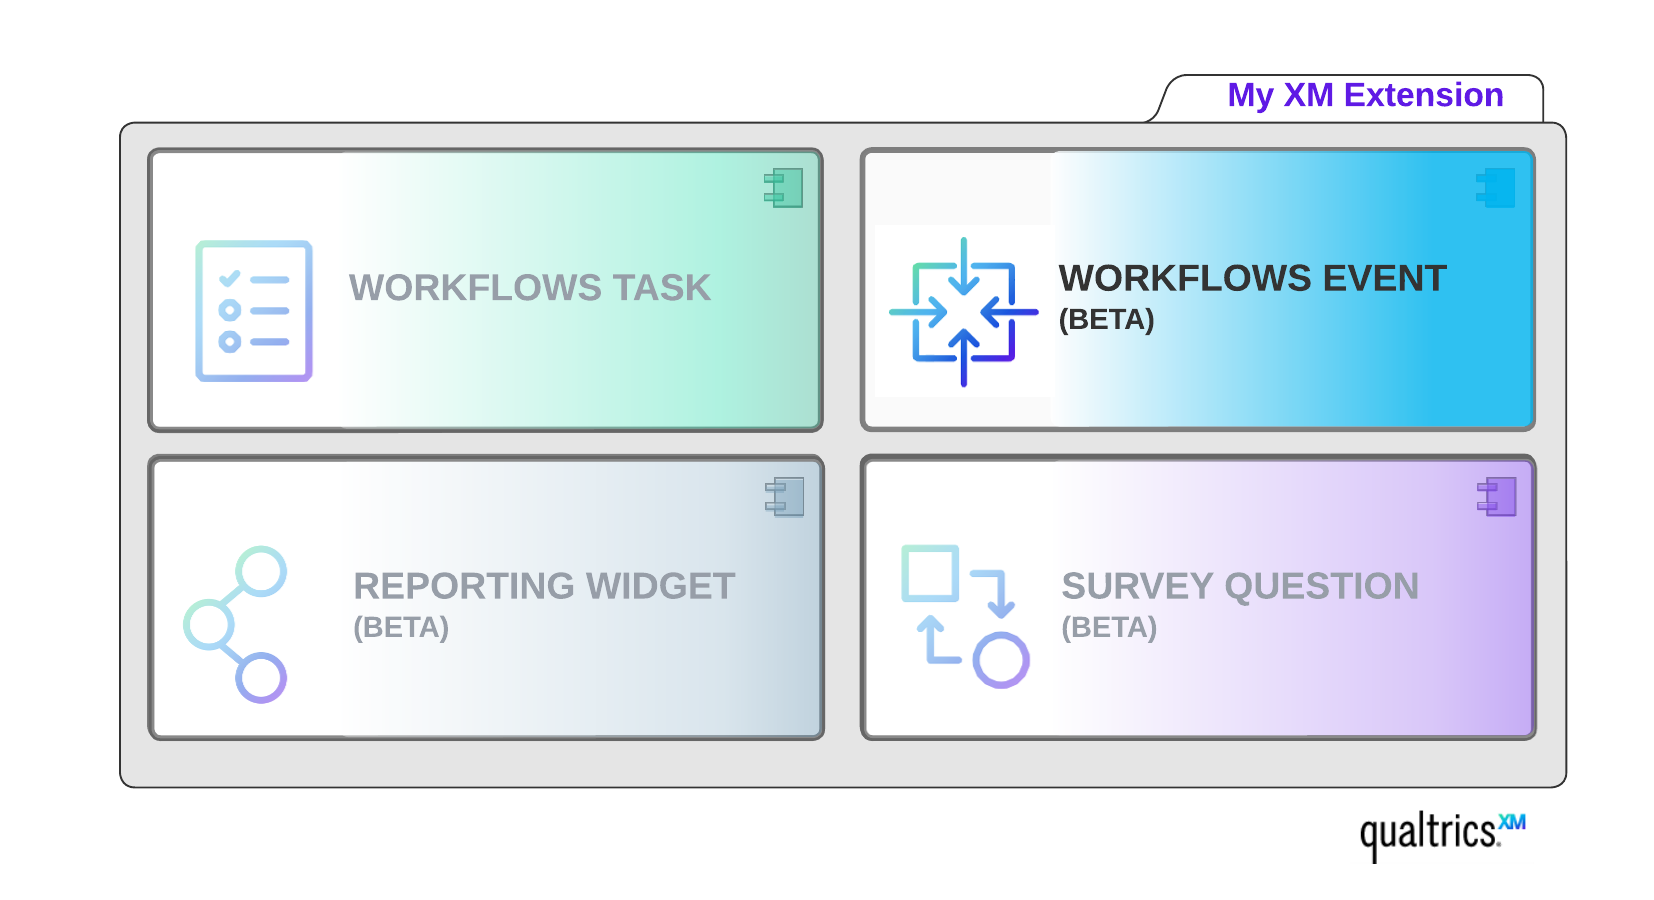 My XM Extension
WORKFLOWS TASK
WORKFLOWS EVENT
(BETA)
REPORTING WIDGET
(BETA)
SURVEY QUESTION
(BETA)
qualtrics.XM